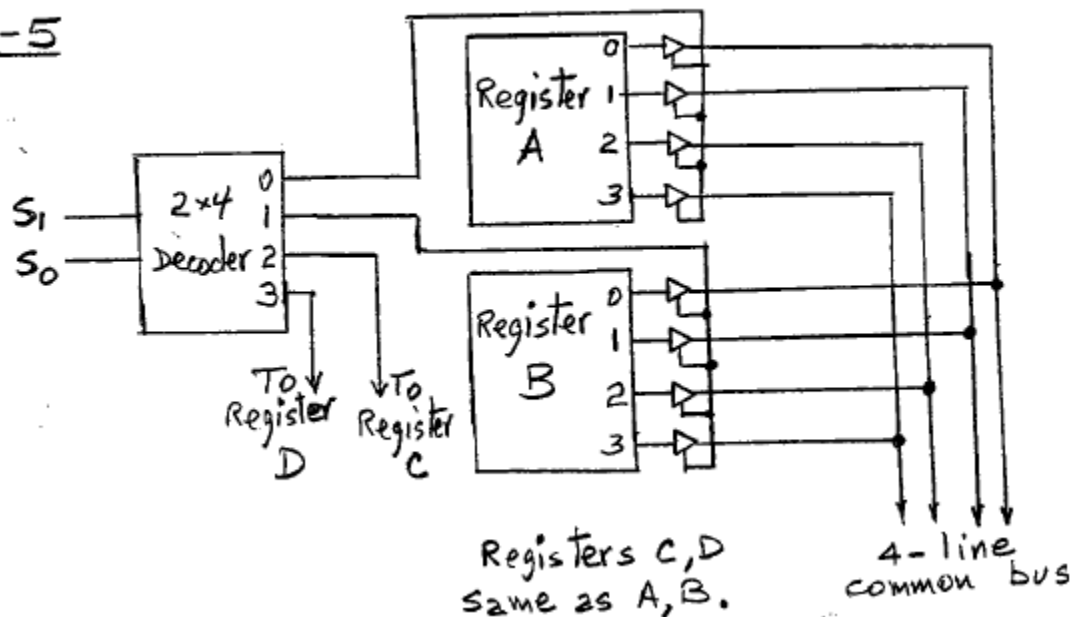 -5
S1
S0
2×4
Decoder
0
1
2
3
To
Register
D
To
Register
C
Register
A
0
1
2
3
Register
B
0
1
2
3
Registers C, D
same as A, B.
4-line
common bus